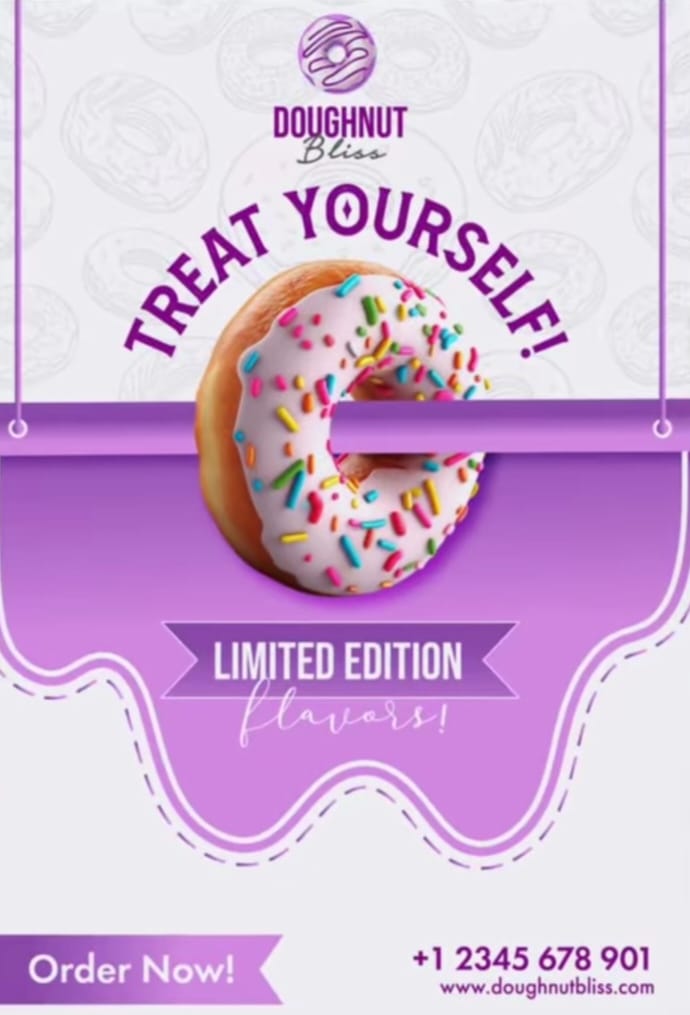 DOUGHNUT
Bliss
TREAT YOURSELF!
LIMITED EDITION
flavors!
Order Now!
+1 2345 678 901
www.doughnutbliss.com